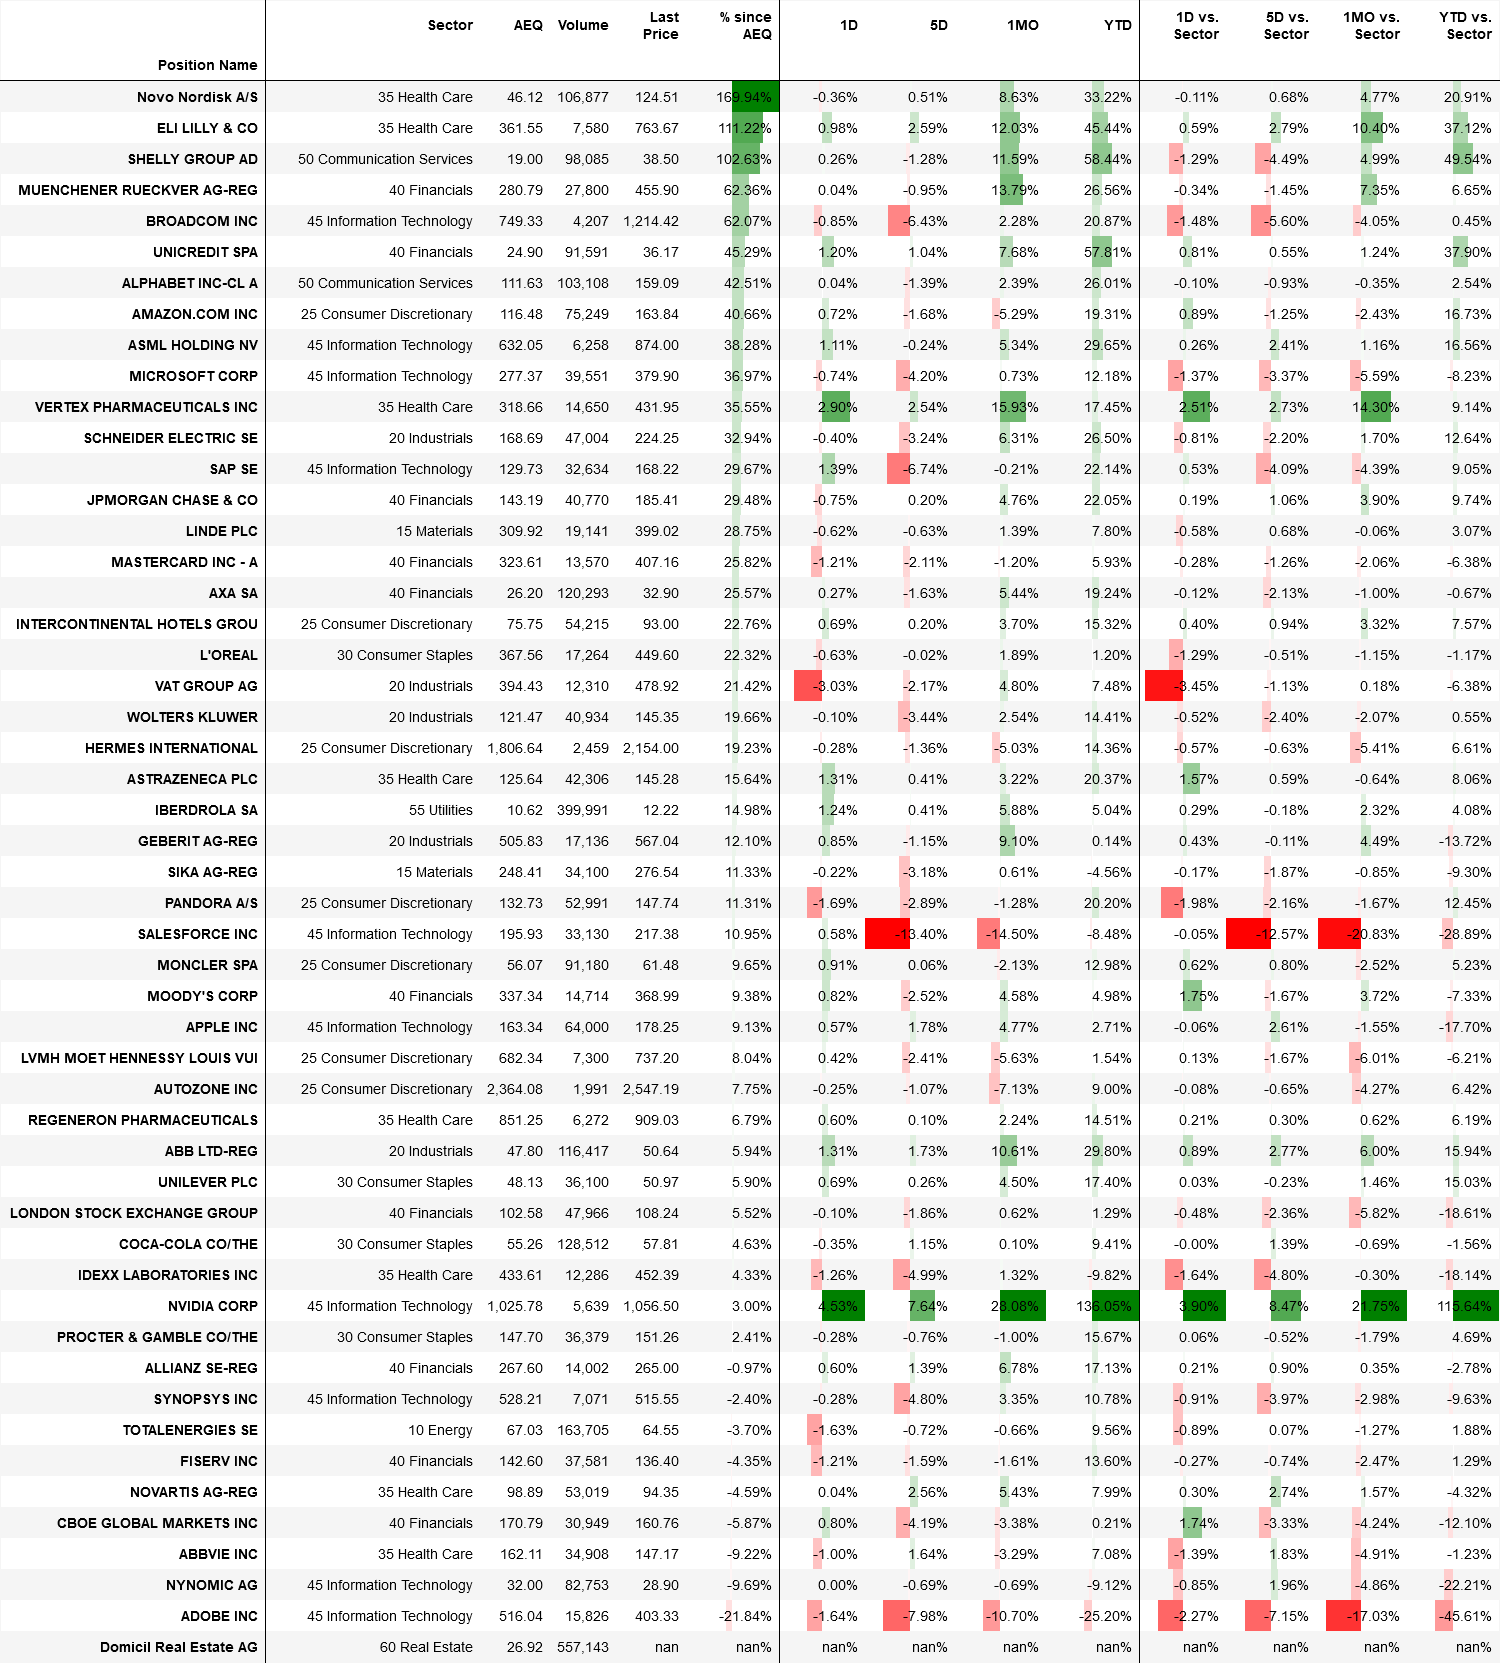 Position Name Sector AEQ Volume Last Price % since AEQ 1D 5D 1MO YTD 1D vs. Sector 5D vs. Sector 1MO vs. Sector YTD vs. Sector
Novo Nordisk A/S 35 Health Care 46.12 106,877 124.51 169.94% -0.36% 0.51% 8.63% 33.22% -0.11% 0.68% 4.77% 20.91%
ELI LILLY & CO 35 Health Care 361.55 7,580 763.67 111.22% 0.98% 2.59% 12.03% 45.44% 0.59% 2.79% 10.40% 37.12%
SHELLY GROUP AD 50 Communication Services 19.00 98,085 38.50 102.63% 0.26% -1.28% 11.59% 58.44% -1.29% -4.49% 4.99% 49.54%
MUENCHENER RUECKVER AG-REG 40 Financials 280.79 27,800 455.90 62.36% 0.04% -0.95% 13.79% 26.56% -0.34% -1.45% 7.35% 6.65%
BROADCOM INC 45 Information Technology 749.33 4,207 1,214.42 62.07% -0.85% -6.43% 2.28% 20.87% -1.48% -5.60% -4.05% 0.45%
UNICREDIT SPA 40 Financials 24.90 91,591 36.17 45.29% 1.20% 1.04% 7.68% 57.81% 0.81% 0.55% 1.24% 37.90%
ALPHABET INC-CL A 50 Communication Services 111.63 103,108 159.09 42.51% 0.04% -1.39% 2.39% 26.01% -0.10% -0.93% -0.35% 2.54%
AMAZON.COM INC 25 Consumer Discretionary 116.48 75,249 163.84 40.66% 0.72% -1.68% -5.29% 19.31% 0.89% -1.25% -2.43% 16.73%
ASML HOLDING NV 45 Information Technology 632.05 6,258 874.00 38.28% 1.11% -0.24% 5.34% 29.65% 0.26% 2.41% 1.16% 16.56%
MICROSOFT CORP 45 Information Technology 277.37 39,551 379.90 36.97% -0.74% -4.20% 0.73% 12.18% -1.37% -3.37% -5.59% -8.23%
VERTEX PHARMACEUTICALS INC 35 Health Care 318.66 14,650 431.95 35.55% 2.90% 2.54% 15.93% 17.45% 2.51% 2.73% 14.30% 9.14%
SCHNEIDER ELECTRIC SE 20 Industrials 168.69 47,004 224.25 32.94% -0.40% -3.24% 6.31% 26.50% -0.81% -2.20% 1.70% 12.64%
SAP SE 45 Information Technology 129.73 32,634 168.22 29.67% 1.39% -6.74% -0.21% 22.14% 0.53% -4.09% -4.39% 9.05%
JPMORGAN CHASE & CO 40 Financials 143.19 40,770 185.41 29.48% -0.75% 0.20% 4.76% 22.05% 0.19% 1.06% 3.90% 9.74%
LINDE PLC 15 Materials 309.92 19,141 399.02 28.75% -0.62% -0.63% 1.39% 7.80% -0.58% 0.68% -0.06% 3.07%
MASTERCARD INC - A 40 Financials 323.61 13,570 407.16 25.82% -1.21% -2.11% -1.20% 5.93% -0.28% -1.26% -2.06% -6.38%
AXA SA 40 Financials 26.20 120,293 32.90 25.57% 0.27% -1.63% 5.44% 19.24% -0.12% -2.13% -1.00% -0.67%
INTERCONTINENTAL HOTELS GROU 25 Consumer Discretionary 75.75 54,215 93.00 22.76% 0.69% 0.20% 3.70% 15.32% 0.40% 0.94% 3.32% 7.57%
L'OREAL 30 Consumer Staples 367.56 17,264 449.60 22.32% -0.63% -0.02% 1.89% 1.20% -1.29% -0.51% -1.15% -1.17%
VAT GROUP AG 20 Industrials 394.43 12,310 478.92 21.42% -3.03% -2.17% 4.80% 7.48% -3.45% -1.13% 0.18% -6.38%
WOLTERS KLUWER 20 Industrials 121.47 40,934 145.35 19.66% -0.10% -3.44% 2.54% 14.41% -0.52% -2.40% -2.07% 0.55%
HERMES INTERNATIONAL 25 Consumer Discretionary 1,806.64 2,459 2,154.00 19.23% -0.28% -1.36% -5.03% 14.36% -0.57% -0.63% -5.41% 6.61%
ASTRAZENECA PLC 35 Health Care 125.64 42,306 145.28 15.64% 1.31% 0.41% 3.22% 20.37% 1.57% 0.59% -0.64% 8.06%
IBERDROLA SA 55 Utilities 10.62 399,991 12.22 14.98% 1.24% 0.41% 5.88% 5.04% 0.29% -0.18% 2.32% 4.08%
GEBERIT AG-REG 20 Industrials 505.83 17,136 567.04 12.10% 0.85% -1.15% 9.10% 0.14% 0.43% -0.11% 4.49% -13.72%
SIKA AG-REG 15 Materials 248.41 34,100 276.54 11.33% -0.22% -3.18% 0.61% -4.56% -0.17% -1.87% -0.85% -9.30%
PANDORA A/S 25 Consumer Discretionary 132.73 52,991 147.74 11.31% -1.69% -2.89% -1.28% 20.20% -1.98% -2.16% -1.67% 12.45%
SALESFORCE INC 45 Information Technology 195.93 33,130 217.38 10.95% 0.58% -13.40% -14.50% -8.48% -0.05% -12.57% -20.83% -28.89%
MONCLER SPA 25 Consumer Discretionary 56.07 91,180 61.48 9.65% 0.91% 0.06% -2.13% 12.98% 0.62% 0.80% -2.52% 5.23%
MOODY'S CORP 40 Financials 337.34 14,714 368.99 9.38% 0.82% -2.52% 4.58% 4.98% 1.75% -1.67% 3.72% -7.33%
APPLE INC 45 Information Technology 163.34 64,000 178.25 9.13% 0.57% 1.78% 4.77% 2.71% -0.06% 2.61% -1.55% -17.70%
LVMH MOET HENNESSY LOUIS VUI 25 Consumer Discretionary 682.34 7,300 737.20 8.04% 0.42% -2.41% -5.63% 1.54% 0.13% -1.67% -6.01% -6.21%
AUTOZONE INC 25 Consumer Discretionary 2,364.08 1,991 2,547.19 7.75% -0.25% -1.07% -7.13% 9.00% -0.08% -0.65% -4.27% 6.42%
REGENERON PHARMACEUTICALS 35 Health Care 851.25 6,272 909.03 6.79% 0.60% 0.10% 2.24% 14.51% 0.21% 0.30% 0.62% 6.19%
ABB LTD-REG 20 Industrials 47.80 116,417 50.64 5.94% 1.31% 1.73% 10.61% 29.80% 0.89% 2.77% 6.00% 15.94%
UNILEVER PLC 30 Consumer Staples 48.13 36,100 50.97 5.90% 0.69% 0.26% 4.50% 17.40% 0.03% -0.23% 1.46% 15.03%
LONDON STOCK EXCHANGE GROUP 40 Financials 102.58 47,966 108.24 5.52% -0.10% -1.86% 0.62% 1.29% -0.48% -2.36% -5.82% -18.61%
COCA-COLA CO/THE 30 Consumer Staples 55.26 128,512 57.81 4.63% -0.35% 1.15% 0.10% 9.41% -0.00% 1.39% -0.69% -1.56%
IDEXX LABORATORIES INC 35 Health Care 433.61 12,286 452.39 4.33% -1.26% -4.99% 1.32% -9.82% -1.64% -4.80% -0.30% -18.14%
NVIDIA CORP 45 Information Technology 1,025.78 5,639 1,056.50 3.00% 4.53% 7.64% 28.08% 136.05% 3.90% 8.47% 21.75% 115.64%
PROCTER & GAMBLE CO/THE 30 Consumer Staples 147.70 36,379 151.26 2.41% -0.28% -0.76% -1.00% 15.67% 0.06% -0.52% -1.79% 4.69%
ALLIANZ SE-REG 40 Financials 267.60 14,002 265.00 -0.97% 0.60% 1.39% 6.78% 17.13% 0.21% 0.90% 0.35% -2.78%
SYNOPSYS INC 45 Information Technology 528.21 7,071 515.55 -2.40% -0.28% -4.80% 3.35% 10.78% -0.91% -3.97% -2.98% -9.63%
TOTALENERGIES SE 10 Energy 67.03 163,705 64.55 -3.70% -1.63% -0.72% -0.66% 9.56% -0.89% 0.07% -1.27% 1.88%
FISERV INC 40 Financials 142.60 37,581 136.40 -4.35% -1.21% -1.59% -1.61% 13.60% -0.27% -0.74% -2.47% 1.29%
NOVARTIS AG-REG 35 Health Care 98.89 53,019 94.35 -4.59% 0.04% 2.56% 5.43% 7.99% 0.30% 2.74% 1.57% -4.32%
CBOE GLOBAL MARKETS INC 40 Financials 170.79 30,949 160.76 -5.87% 0.80% -4.19% -3.38% 0.21% 1.74% -3.33% -4.24% -12.10%
ABBVIE INC 35 Health Care 162.11 34,908 147.17 -9.22% -1.00% 1.64% -3.29% 7.08% -1.39% 1.83% -4.91% -1.23%
NYNOMIC AG 45 Information Technology 32.00 82,753 28.90 -9.69% 0.00% -0.69% -0.69% -9.12% -0.85% 1.96% -4.86% -22.21%
ADOBE INC 45 Information Technology 516.04 15,826 403.33 -21.84% -1.64% -7.98% -10.70% -25.20% -2.27% -7.15% -17.03% -45.61%
Domicil Real Estate AG 60 Real Estate 26.92 557,143 nan nan% nan% nan% nan% nan% nan% nan% nan% nan%